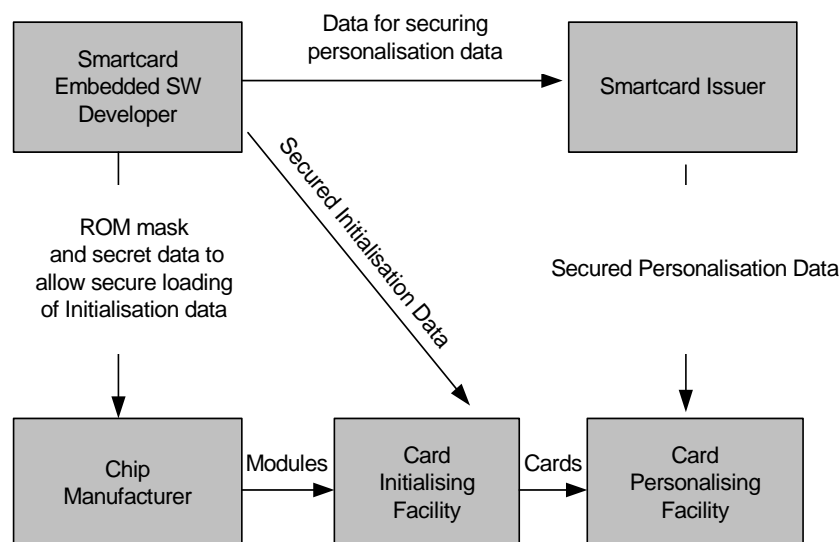 Smartcard
Embedded SW
Developer
Data for securing
personalisation data
Smartcard Issuer
Secured Initialisation Data
ROM mask
and secret data to
allow secure loading
of Initialisation data
Secured Personalisation Data
Chip
Manufacturer
Modules
Card
Initialising
Facility
Cards
Card
Personalising
Facility